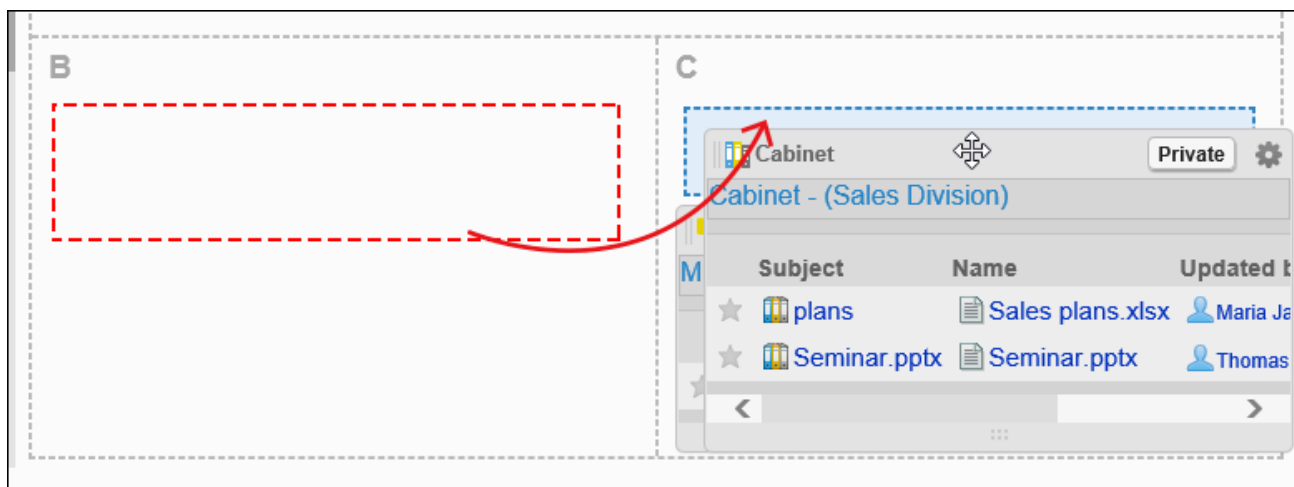 B
C
Cabinet
Private
Cabinet - (Sales Division)
M
Subject Name Updated b
plans Sales plans.xlsx Maria Ja
Seminar.pptx Seminar.pptx Thomas